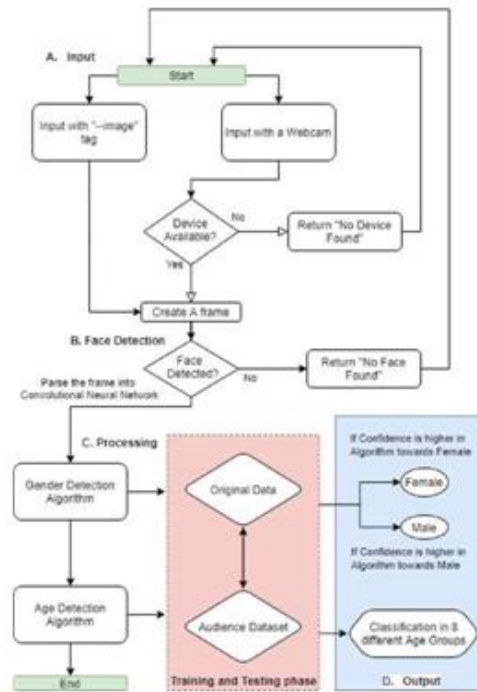 A. Input
Start
Input with "--image"
tag
Input with a Webcam
Device
Available?
No
Return "No Device
Found"
Yes
Create A frame
B. Face Detection
Face
Detected?
No
Return "No Face
Found"
Parse the frame into
Convolutional Neural Network
C. Processing
Gender Detection
Algorithm
Original Data
If Confidence is higher in
Algorithm towards Female
Female
Male
If Confidence is higher in
Algorithm towards Male
Age Detection
Algorithm
Audience Dataset
Classification in 8
different Age Groups
End
Training and Testing phase
D. Output